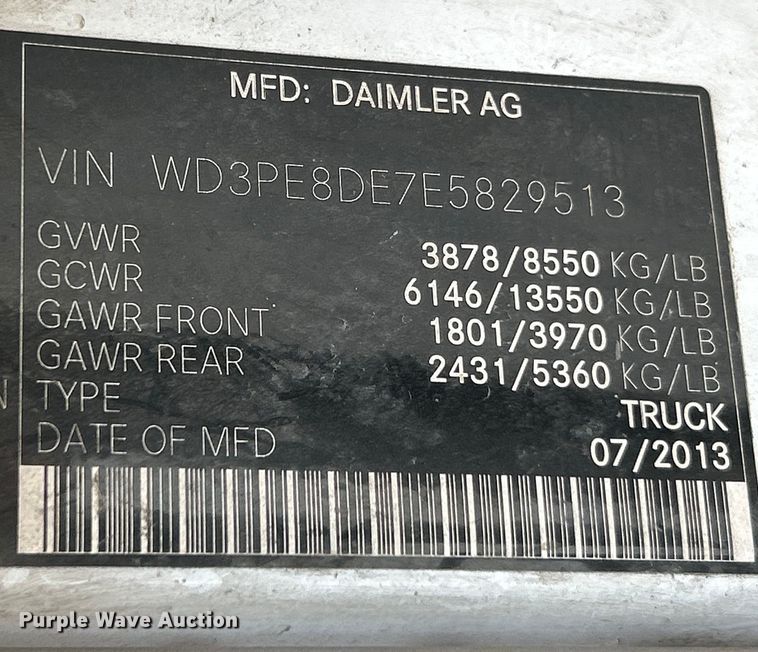 MFD: DAIMLER AG
VIN WD3PE8DE7E5829513
GVWR 3878/8550 KG/LB
GCWR 6146/13550 KG/LB
GAWR FRONT 1801/3970 KG/LB
GAWR REAR 2431/5360 KG/LB
N
TYPE TRUCK
DATE OF MFD 07/2013
Purple Wave Auction